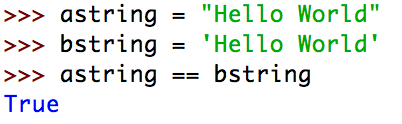 >>> astring = "Hello World"
>>> bstring = 'Hello World'
>>> astring == bstring
True